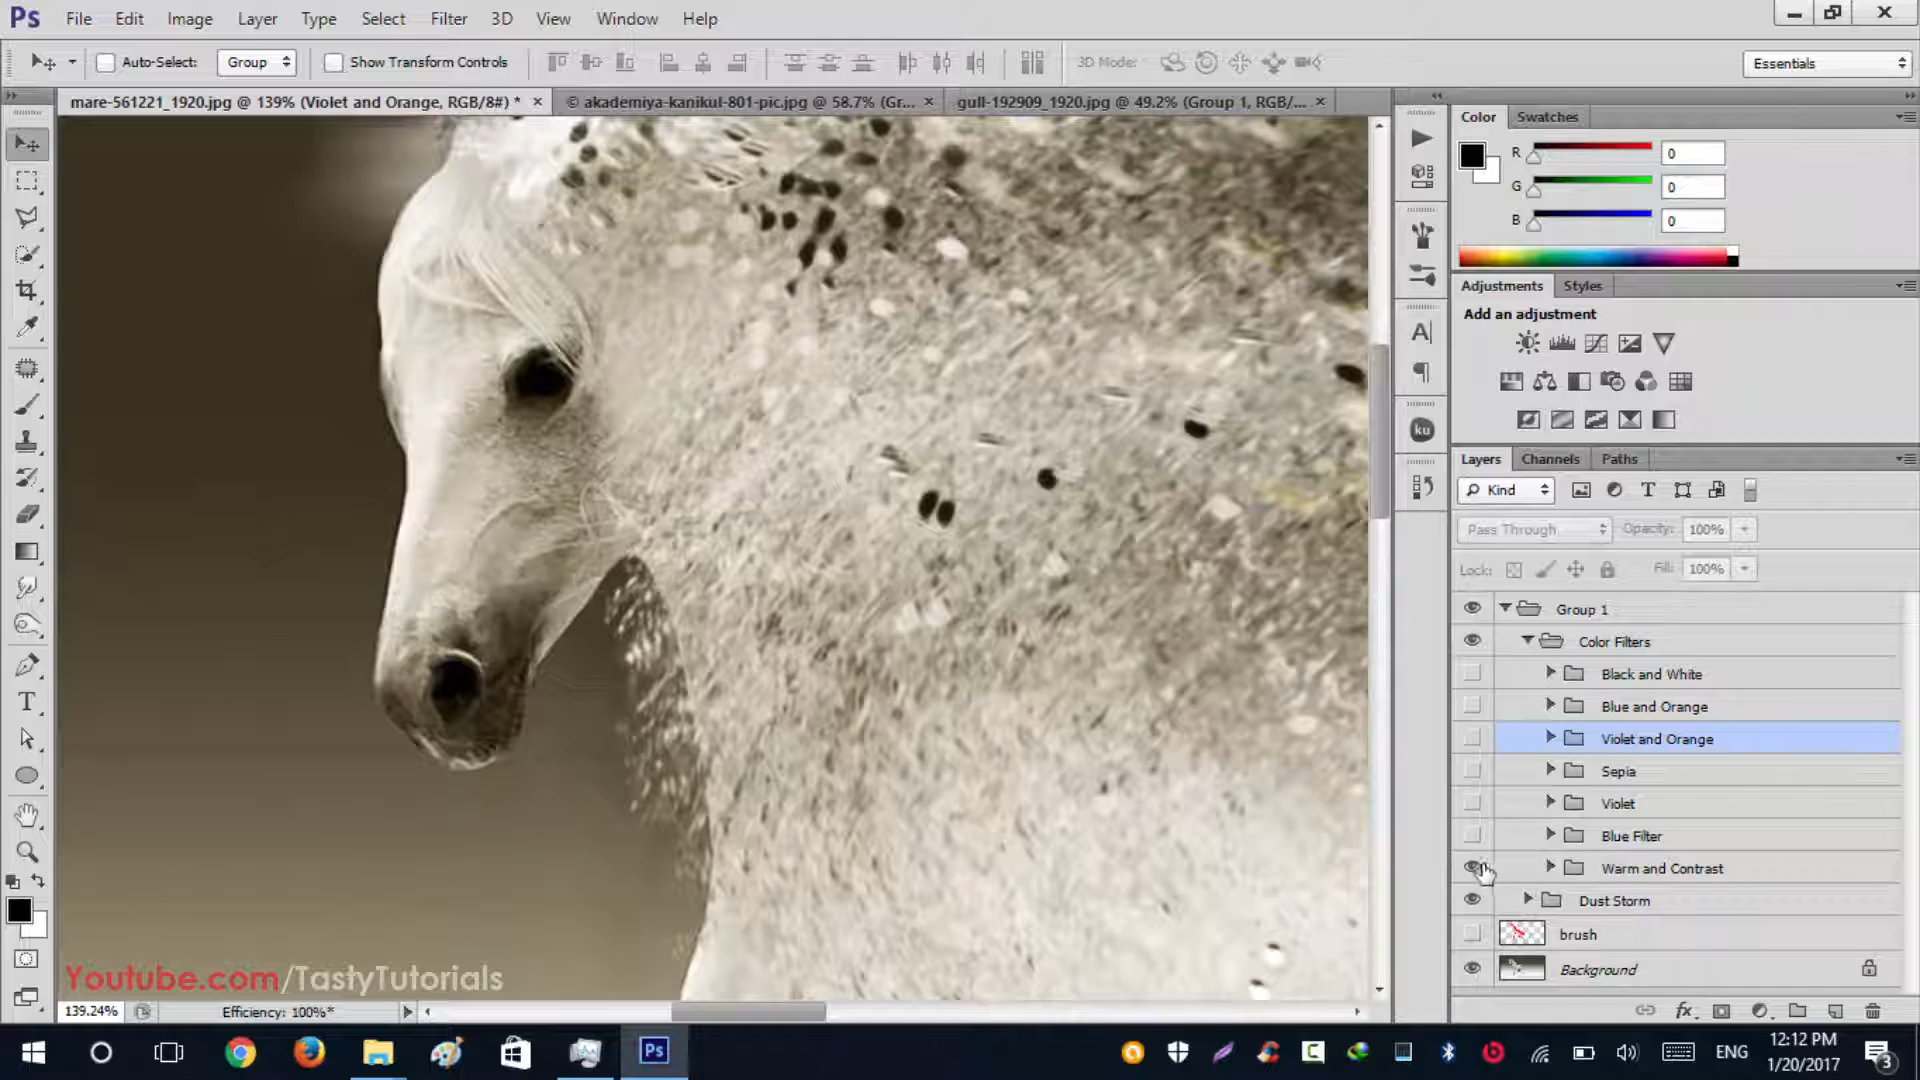 Ps File Edit Image Layer Type Select Filter 3D View Window Help
Auto-Select: Group Show Transform Controls 3D Mode: Essentials
mare-561221_1920.jpg @ 139% (Violet and Orange, RGB/8#) * × © akademiya-kanikul-801-pic.jpg @ 58.7% (Gr... × gull-192909_1920.jpg @ 49.2% (Group 1, RGB/... ×
Color Swatches
R 0
G 0
B 0
Adjustments Styles
Add an adjustment
ku
Layers Channels Paths
Kind
Pass Through Opacity: 100%
Lock: Fill: 100%
Group 1
Color Filters
Black and White
Blue and Orange
Violet and Orange
Sepia
Violet
Blue Filter
Warm and Contrast
Dust Storm
brush
Background
Youtube.com/TastyTutorials
139.24% Efficiency: 100%*
fx
Ps ENG 12:12 PM
1/20/2017 3